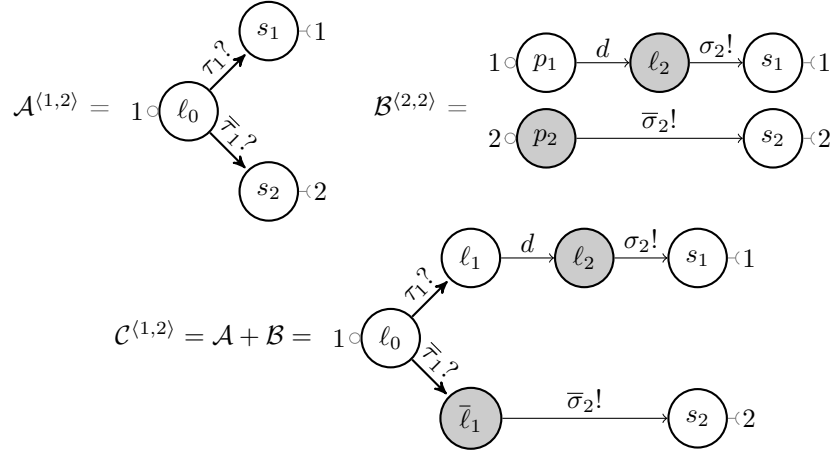 𝒜^⟨1,2⟩ = 1 ℓ₀ τ₁? s₁ 1
τ̅₁? s₂ 2
ℬ^⟨2,2⟩ = 1 p₁ d ℓ₂ σ₂! s₁ 1
2 p₂ σ̅₂! s₂ 2
𝒞^⟨1,2⟩ = 𝒜 + ℬ = 1 ℓ₀ τ₁? ℓ₁ d ℓ₂ σ₂! s₁ 1
τ̅₁? ℓ̅₁ σ̅₂! s₂ 2